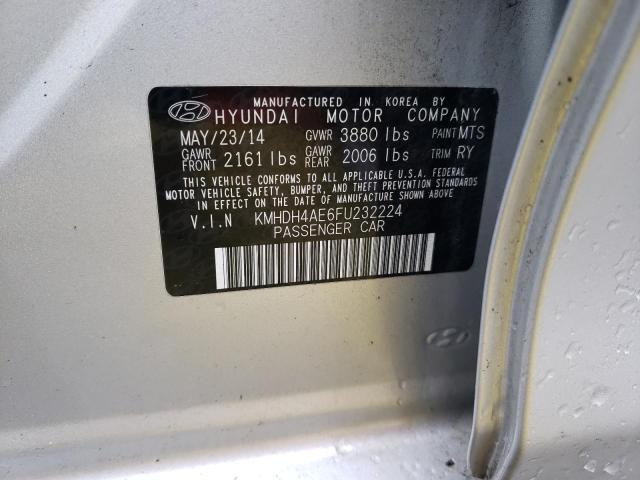 MANUFACTURED IN KOREA BY
HYUNDAI MOTOR COMPANY
MAY/23/14 GVWR 3880 lbs PAINT MTS
GAWR FRONT 2161 lbs GAWR REAR 2006 lbs TRIM RY
THIS VEHICLE CONFORMS TO ALL APPLICABLE U.S.A. FEDERAL
MOTOR VEHICLE SAFETY, BUMPER, AND THEFT PREVENTION STANDARDS
IN EFFECT ON THE DATE OF MANUFACTURE SHOWN ABOVE
V.I.N KMHDH4AE6FU232224
PASSENGER CAR